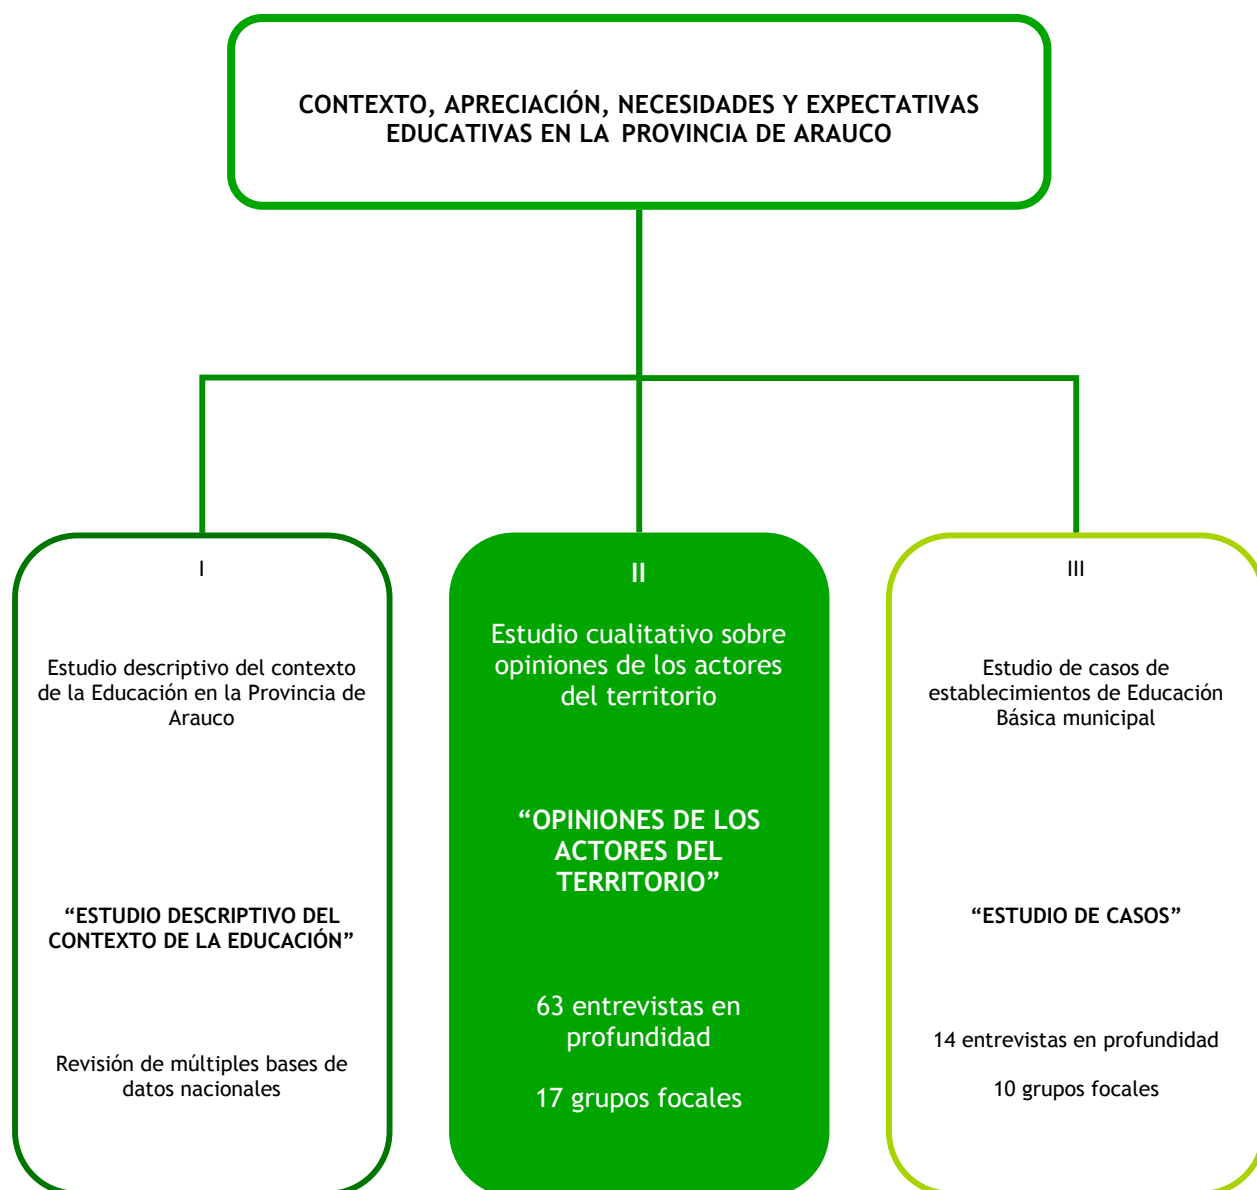 CONTEXTO, APRECIACIÓN, NECESIDADES Y EXPECTATIVAS
EDUCATIVAS EN LA PROVINCIA DE ARAUCO
I
Estudio descriptivo del contexto
de la Educación en la Provincia de
Arauco
“ESTUDIO DESCRIPTIVO DEL
CONTEXTO DE LA EDUCACIÓN”
Revisión de múltiples bases de
datos nacionales
II
Estudio cualitativo sobre
opiniones de los actores
del territorio
“OPINIONES DE LOS
ACTORES DEL
TERRITORIO”
63 entrevistas en
profundidad
17 grupos focales
III
Estudio de casos de
establecimientos de Educación
Básica municipal
“ESTUDIO DE CASOS”
14 entrevistas en profundidad
10 grupos focales